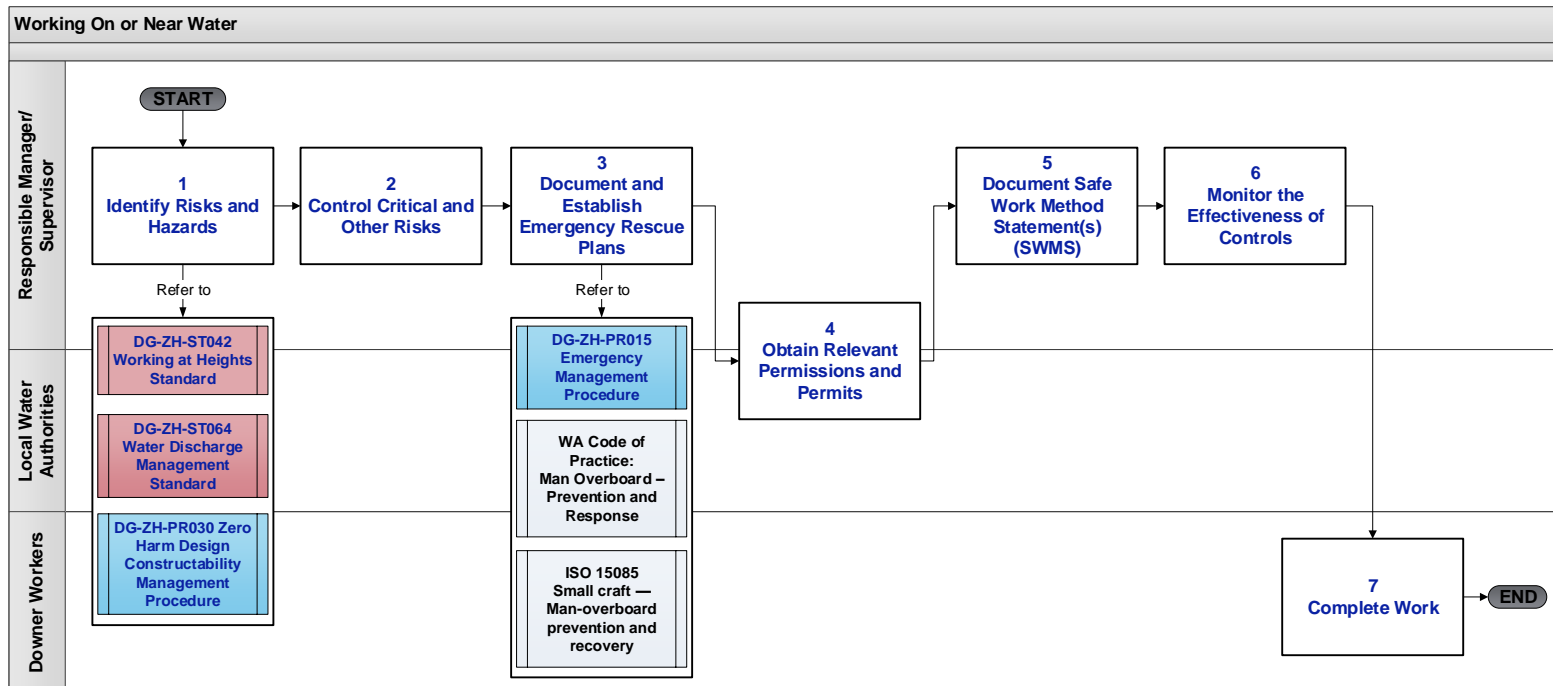 Working On or Near Water
Responsible Manager/
Supervisor
START
1
Identify Risks and
Hazards
2
Control Critical and
Other Risks
3
Document and
Establish
Emergency Rescue
Plans
5
Document Safe
Work Method
Statement(s)
(SWMS)
6
Monitor the
Effectiveness of
Controls
Refer to
Refer to
4
Obtain Relevant
Permissions and
Permits
Local Water
Authorities
DG-ZH-ST042
Working at Heights
Standard
DG-ZH-ST064
Water Discharge
Management
Standard
DG-ZH-PR030 Zero
Harm Design
Constructability
Management
Procedure
DG-ZH-PR015
Emergency
Management
Procedure
WA Code of
Practice:
Man Overboard –
Prevention and
Response
ISO 15085
Small craft —
Man-overboard
prevention and
recovery
Downer Workers
7
Complete Work
END